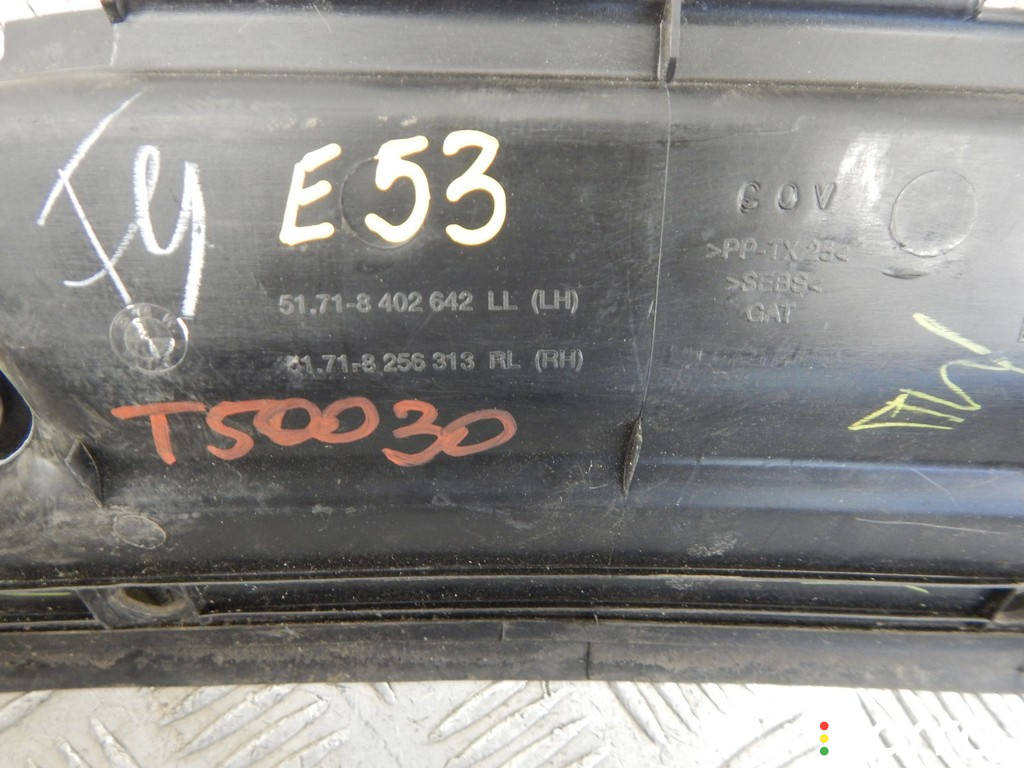 E53
COV
>PP-TX 28<
>SEBS<
GAT
51.71-8 402 642 LL (LH)
51.71-8 256 313 RL (RH)
T50030